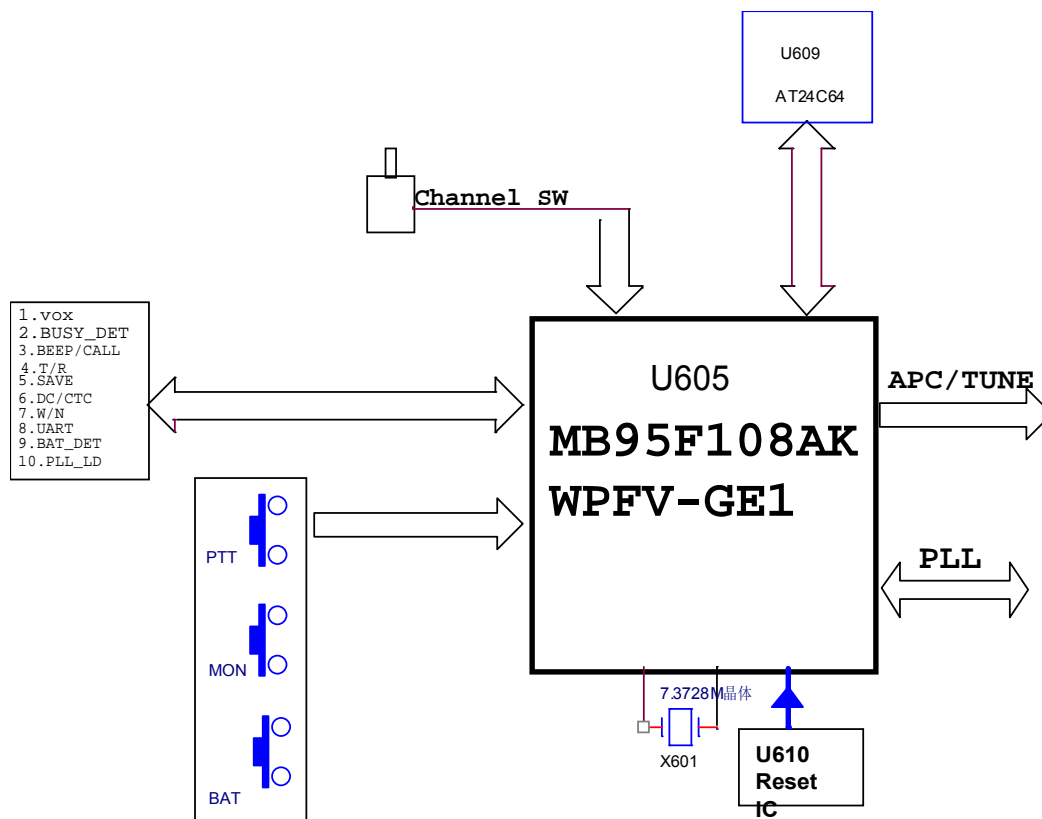 U609
AT24C64
Channel SW
1.vox
2.BUSY_DET
3.BEEP/CALL
4.T/R
5.SAVE
6.DC/CTC
7.W/N
8.UART
9.BAT_DET
10.PLL_LD
U605
MB95F108AK
WPFV-GE1
APC/TUNE
PLL
PTT
MON
BAT
7.3728M晶体
X601
U610
Reset
IC